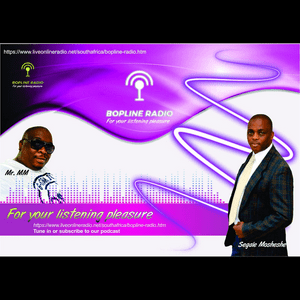 https://www.liveonlineradio.net/southafrica/bopline-radio.htm
BOPLINE RADIO
For your listening pleasure
BOPLINE RADIO
For your listening pleasure
Mr. MM
For your listening pleasure
https://www.liveonlineradio.net/southafrica/bopline-radio.htm
Tune in or subscribe to our podcast
Segale Mosheshe